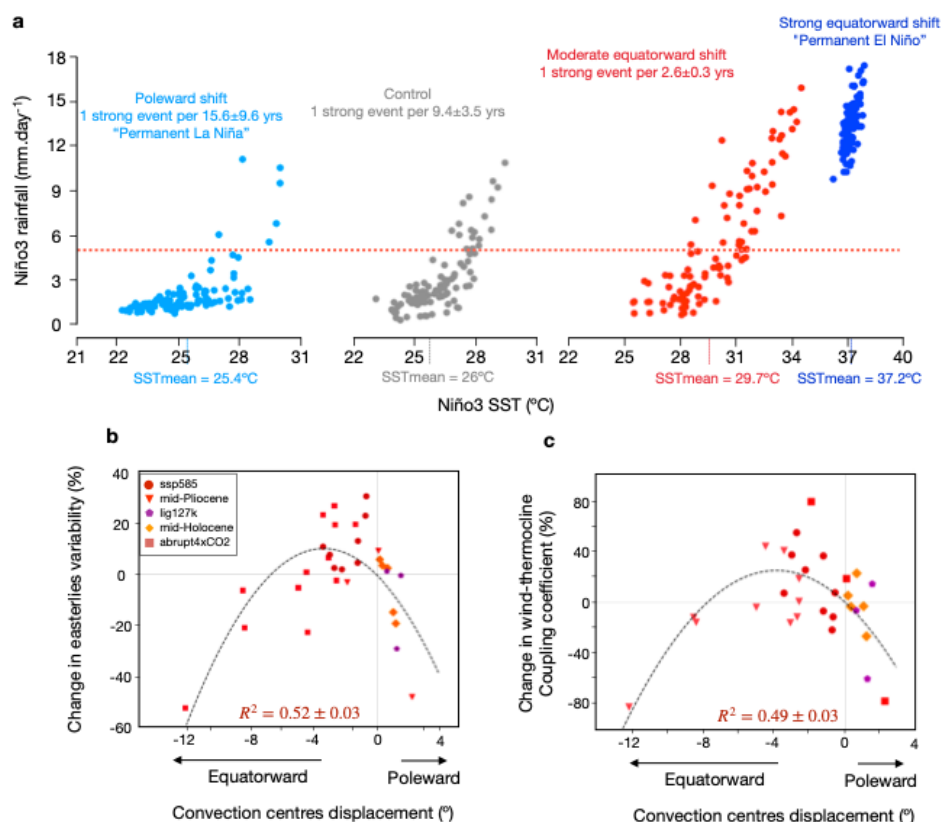 a
Strong equatorward shift
"Permanent El Niño"
Moderate equatorward shift
1 strong event per 2.6±0.3 yrs
Control
1 strong event per 9.4±3.5 yrs
Poleward shift
1 strong event per 15.6±9.6 yrs
"Permanent La Niña"
Niño3 rainfall (mm.day-1)
18
15
12
9
6
3
0
21 22 25 28 31 22 25 28 31 22 25 28 31 34 37 40
SSTmean = 25.4ºC SSTmean = 26ºC SSTmean = 29.7ºC SSTmean = 37.2ºC
Niño3 SST (ºC)
b
Change in easterlies variability (%)
40
20
0
-20
-40
-60
ssp585
mid-Pliocene
lig127k
mid-Holocene
abrupt4xCO2
R² = 0.52 ± 0.03
-12 -8 -4 0 4
Equatorward Poleward
Convection centres displacement (º)
c
Change in wind-thermocline
Coupling coefficient (%)
80
40
0
-40
-80
R² = 0.49 ± 0.03
-12 -8 -4 0 4
Equatorward Poleward
Convection centres displacement (º)